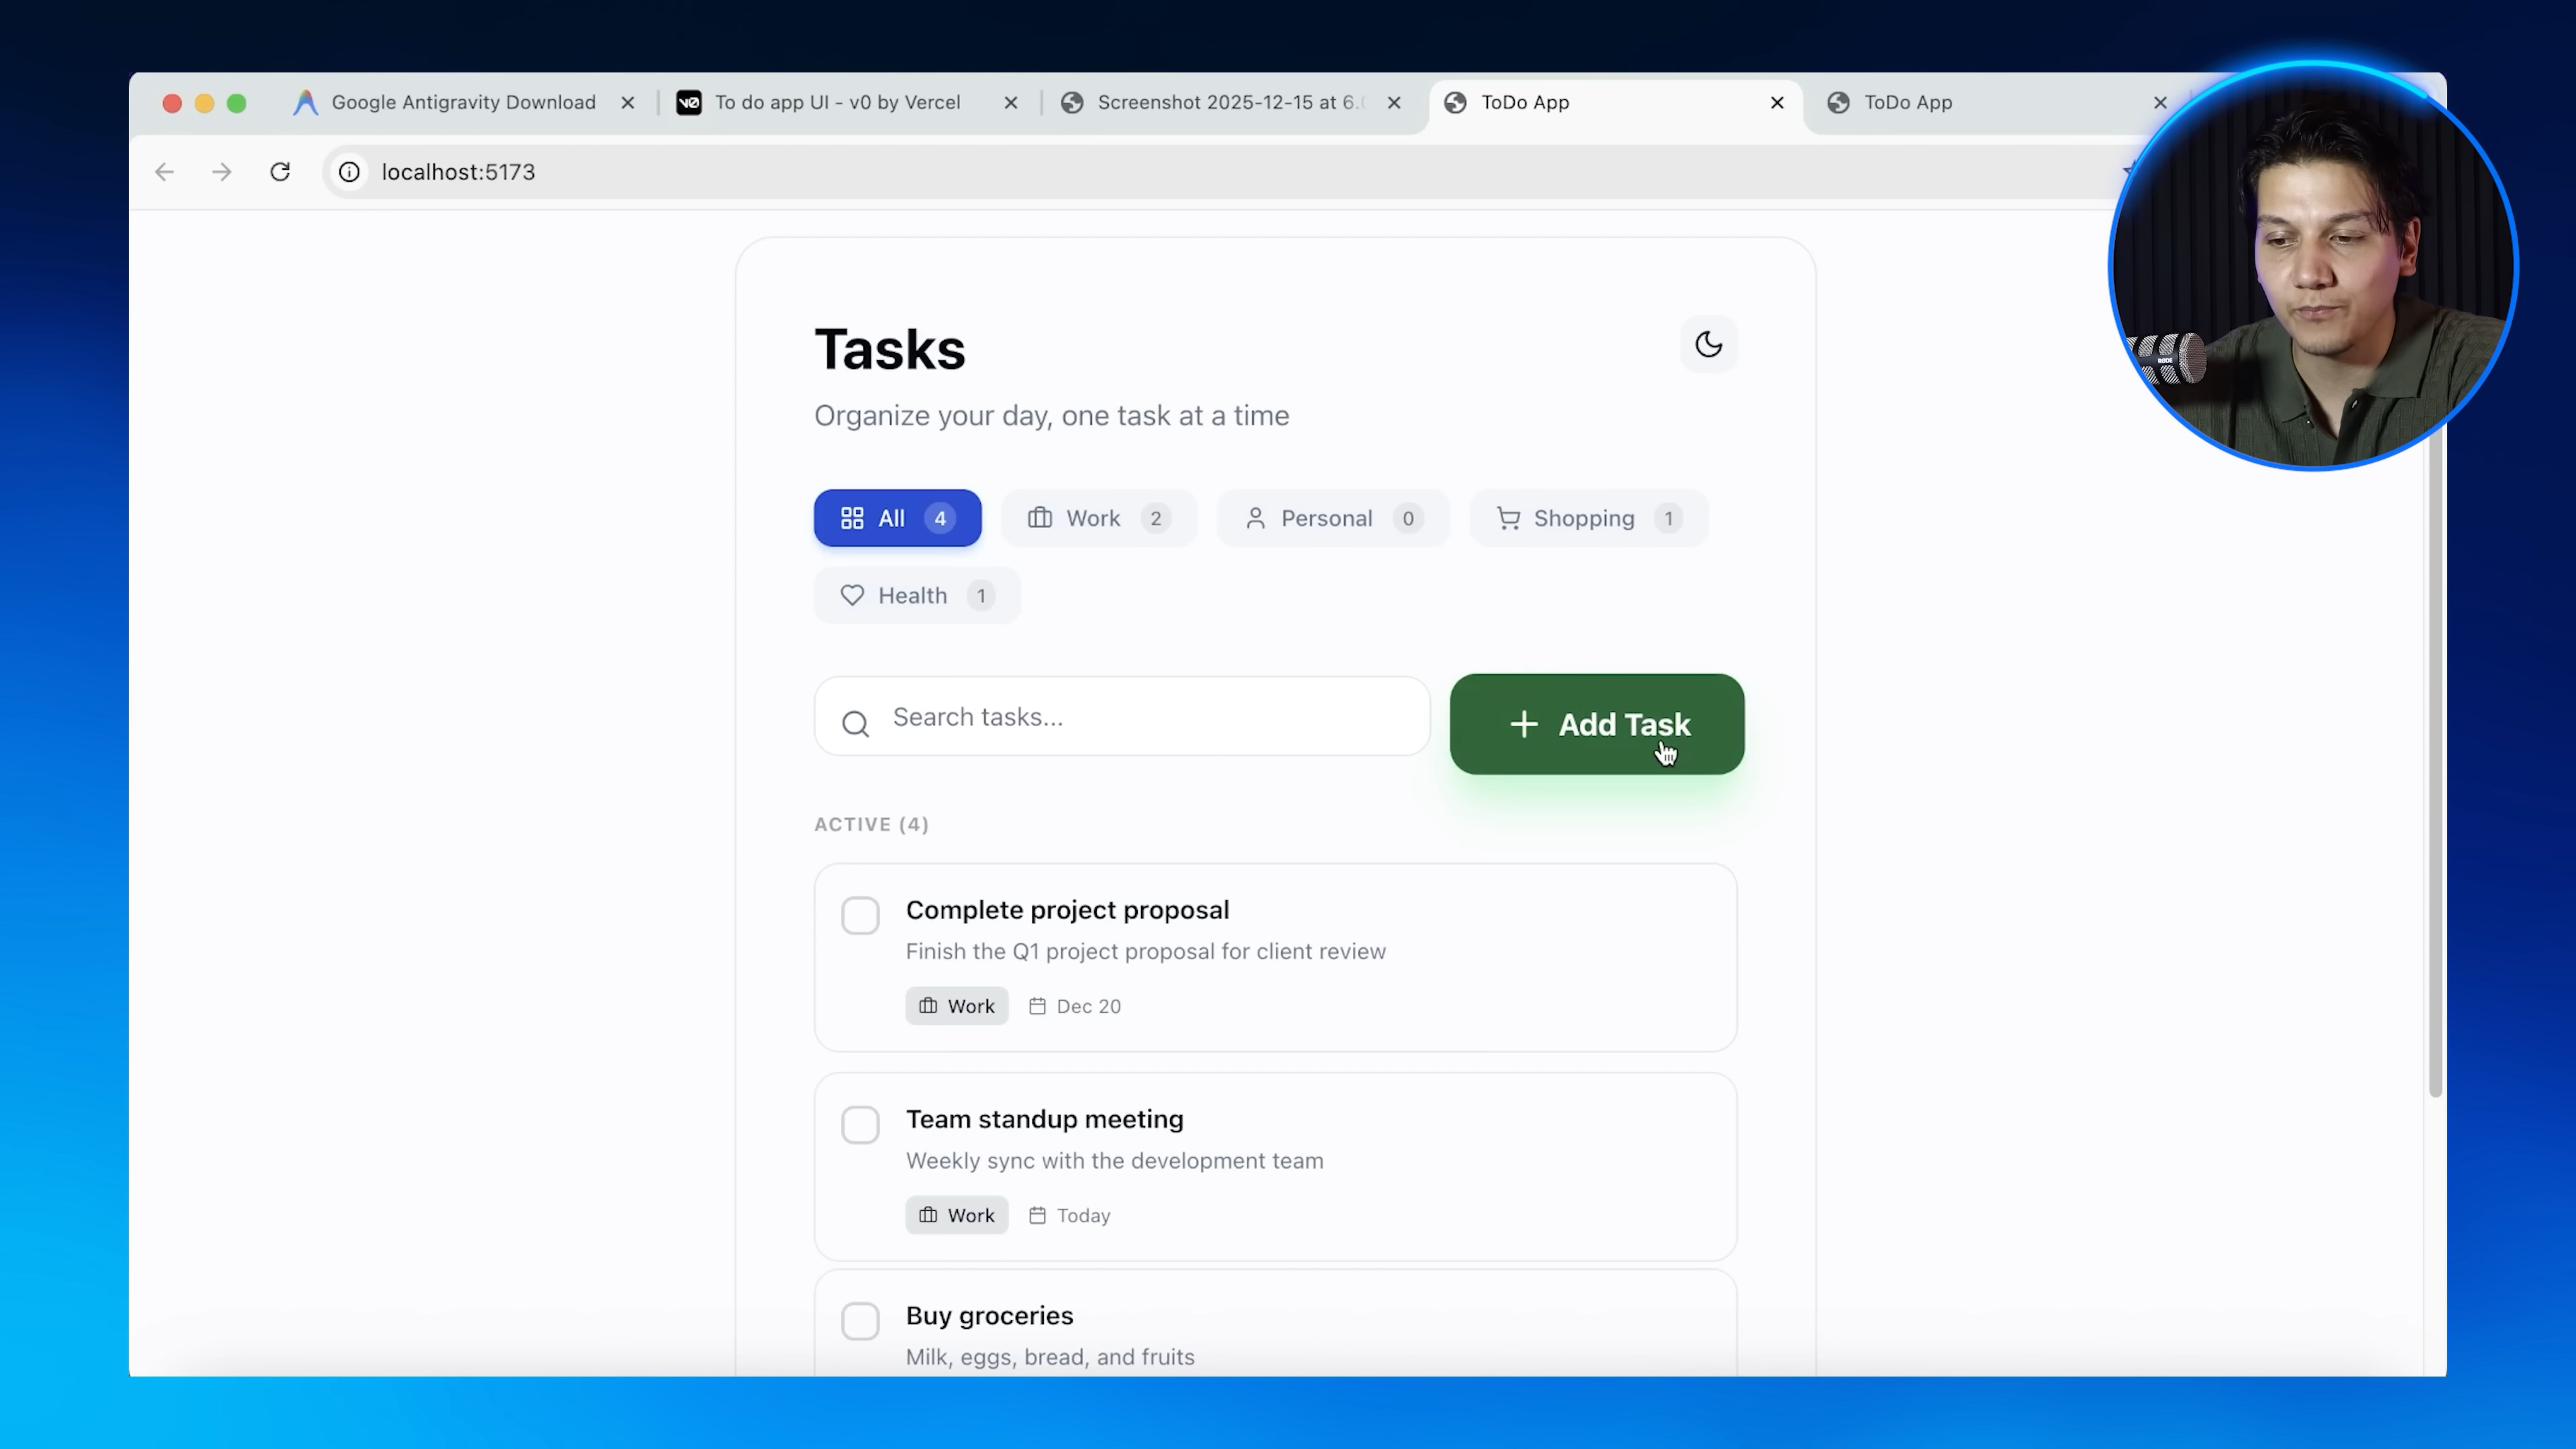 Google Antigravity Download
v0 To do app UI - v0 by Vercel
Screenshot 2025-12-15 at 6.0
ToDo App
ToDo App
localhost:5173
Tasks
Organize your day, one task at a time
All 4 Work 2 Personal 0 Shopping 1
Health 1
Search tasks...
Add Task
ACTIVE (4)
Complete project proposal
Finish the Q1 project proposal for client review
Work Dec 20
Team standup meeting
Weekly sync with the development team
Work Today
Buy groceries
Milk, eggs, bread, and fruits
RØDE